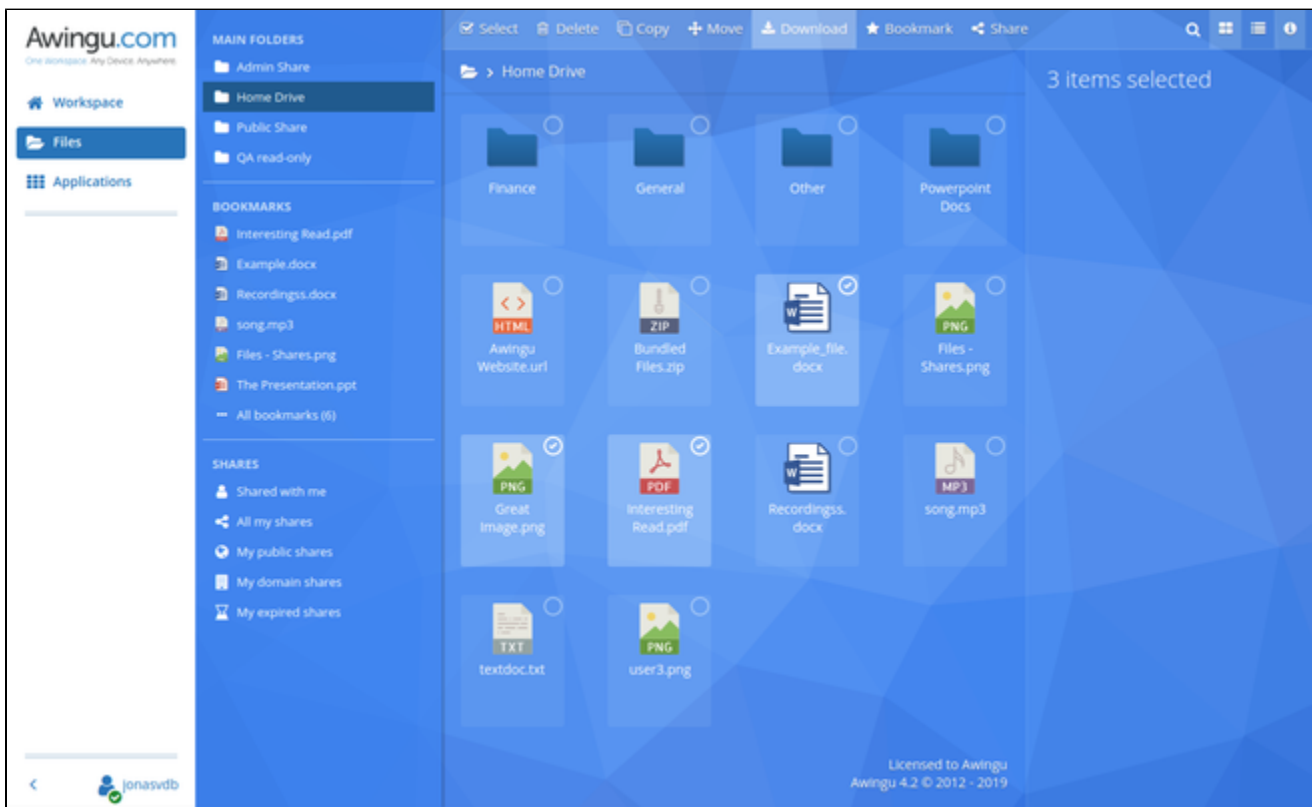 Awingu.com
One Workspace. Any Device. Anywhere.
Workspace
Files
Applications
jonasvdb
MAIN FOLDERS
Admin Share
Home Drive
Public Share
QA read-only
BOOKMARKS
Interesting Read.pdf
Example.docx
Recordingss.docx
song.mp3
Files - Shares.png
The Presentation.ppt
All bookmarks (6)
SHARES
Shared with me
All my shares
My public shares
My domain shares
My expired shares
Select Delete Copy Move Download Bookmark Share
> Home Drive
Finance
General
Other
Powerpoint
Docs
HTML
Awingu
Website.url
ZIP
Bundled
Files.zip
W
Example_file.
docx
PNG
Files -
Shares.png
PNG
Great
Image.png
PDF
Interesting
Read.pdf
W
Recordingss.
docx
MP3
song.mp3
TXT
textdoc.txt
PNG
user3.png
3 items selected
Licensed to Awingu
Awingu 4.2 © 2012 - 2019